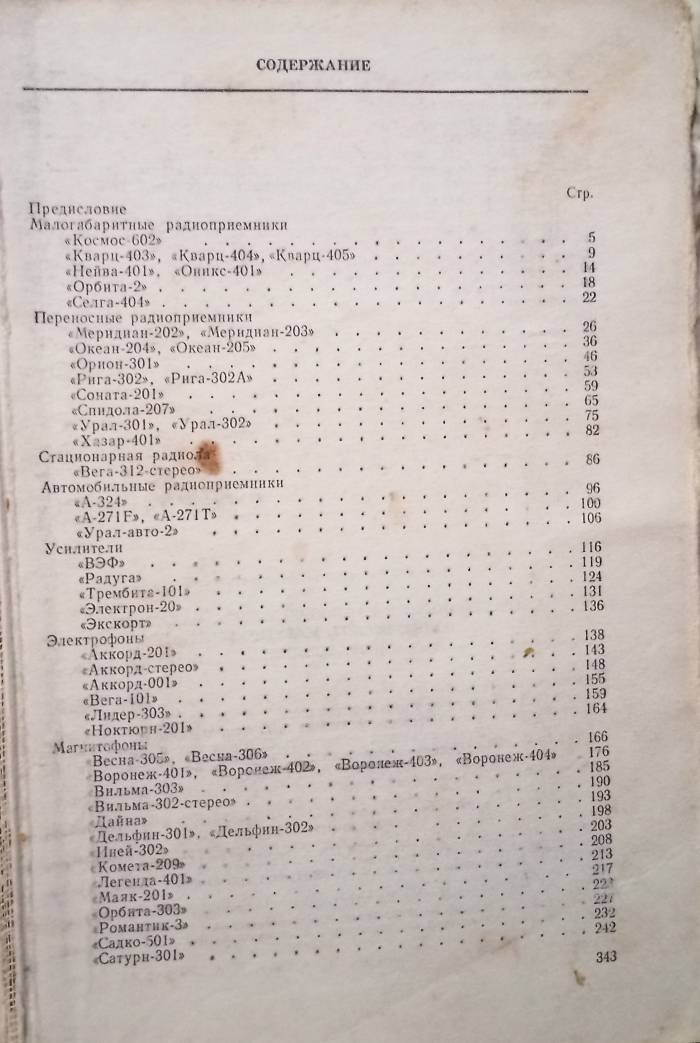 СОДЕРЖАНИЕ
Стр.
Предисловие
Малогабаритные радиоприемники
«Космос-602» . . . . . . . . . . . . . . 5
«Кварц-403», «Кварц-404», «Кварц-405» . . . . . . . . 9
«Нейва-401», «Оникс-401» . . . . . . . . . . . 14
«Орбита-2» . . . . . . . . . . . . . . . 18
«Селга-404» . . . . . . . . . . . . . . . 22
Переносные радиоприемники
«Меридиан-202», «Меридиан-203» . . . . . . . . . 26
«Океан-204», «Океан-205» . . . . . . . . . . . 36
«Орион-301» . . . . . . . . . . . . . . 46
«Рига-302», «Рига-302А» . . . . . . . . . . . 53
«Соната-201» . . . . . . . . . . . . . . 59
«Спидола-207» . . . . . . . . . . . . . . 65
«Урал-301», «Урал-302» . . . . . . . . . . . 75
«Хазар-401» . . . . . . . . . . . . . . 82
Стационарная радиола
«Вега-312-стерео» . . . . . . . . . . . . . 86
Автомобильные радиоприемники
«А-324» . . . . . . . . . . . . . . . 96
«А-271F», «А-271Т» . . . . . . . . . . . . 100
«Урал-авто-2» . . . . . . . . . . . . . 106
Усилители
«ВЭФ» . . . . . . . . . . . . . . . 116
«Радуга» . . . . . . . . . . . . . . . 119
«Трембита-101» . . . . . . . . . . . . . 124
«Электрон-20» . . . . . . . . . . . . . 131
«Экскорт» . . . . . . . . . . . . . . 136
Электрофоны
«Аккорд-201» . . . . . . . . . . . . . 138
«Аккорд-стерео» . . . . . . . . . . . . . 143
«Аккорд-001» . . . . . . . . . . . . . 148
«Вега-101» . . . . . . . . . . . . . . 155
«Лидер-303» . . . . . . . . . . . . . . 159
«Ноктюрн-201» . . . . . . . . . . . . . 164
Магнитофоны
«Весна-305», «Весна-306» . . . . . . . . . . 166
«Воронеж-401», «Воронеж-402», «Воронеж-403», «Воронеж-404» 176
«Вильма-303» . . . . . . . . . . . . . 185
«Вильма-302-стерео» . . . . . . . . . . . . 190
«Дайна» . . . . . . . . . . . . . . 193
«Дельфин-301», «Дельфин-302» . . . . . . . . . 198
«Иней-302» . . . . . . . . . . . . . . 203
«Комета-209» . . . . . . . . . . . . . 208
«Легенда-401» . . . . . . . . . . . . . 213
«Маяк-201» . . . . . . . . . . . . . . 217
«Орбита-303» . . . . . . . . . . . . .
«Романтик-3» . . . . . . . . . . . . . 227
«Садко-501» . . . . . . . . . . . . . 232
«Сатурн-301» . . . . . . . . . . . . . 242
343